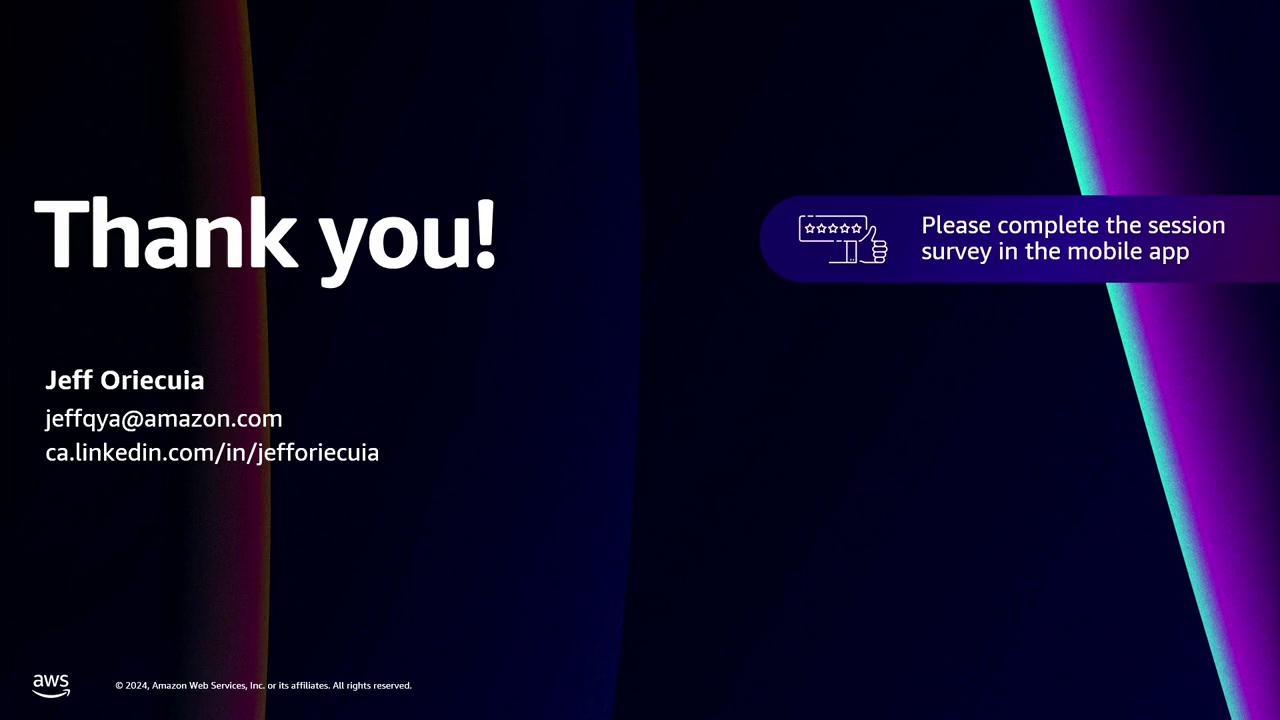 Thank you!
Please complete the session
survey in the mobile app
Jeff Oriecuia
jeffqya@amazon.com
ca.linkedin.com/in/jefforiecuia
aws
© 2024, Amazon Web Services, Inc. or its affiliates. All rights reserved.